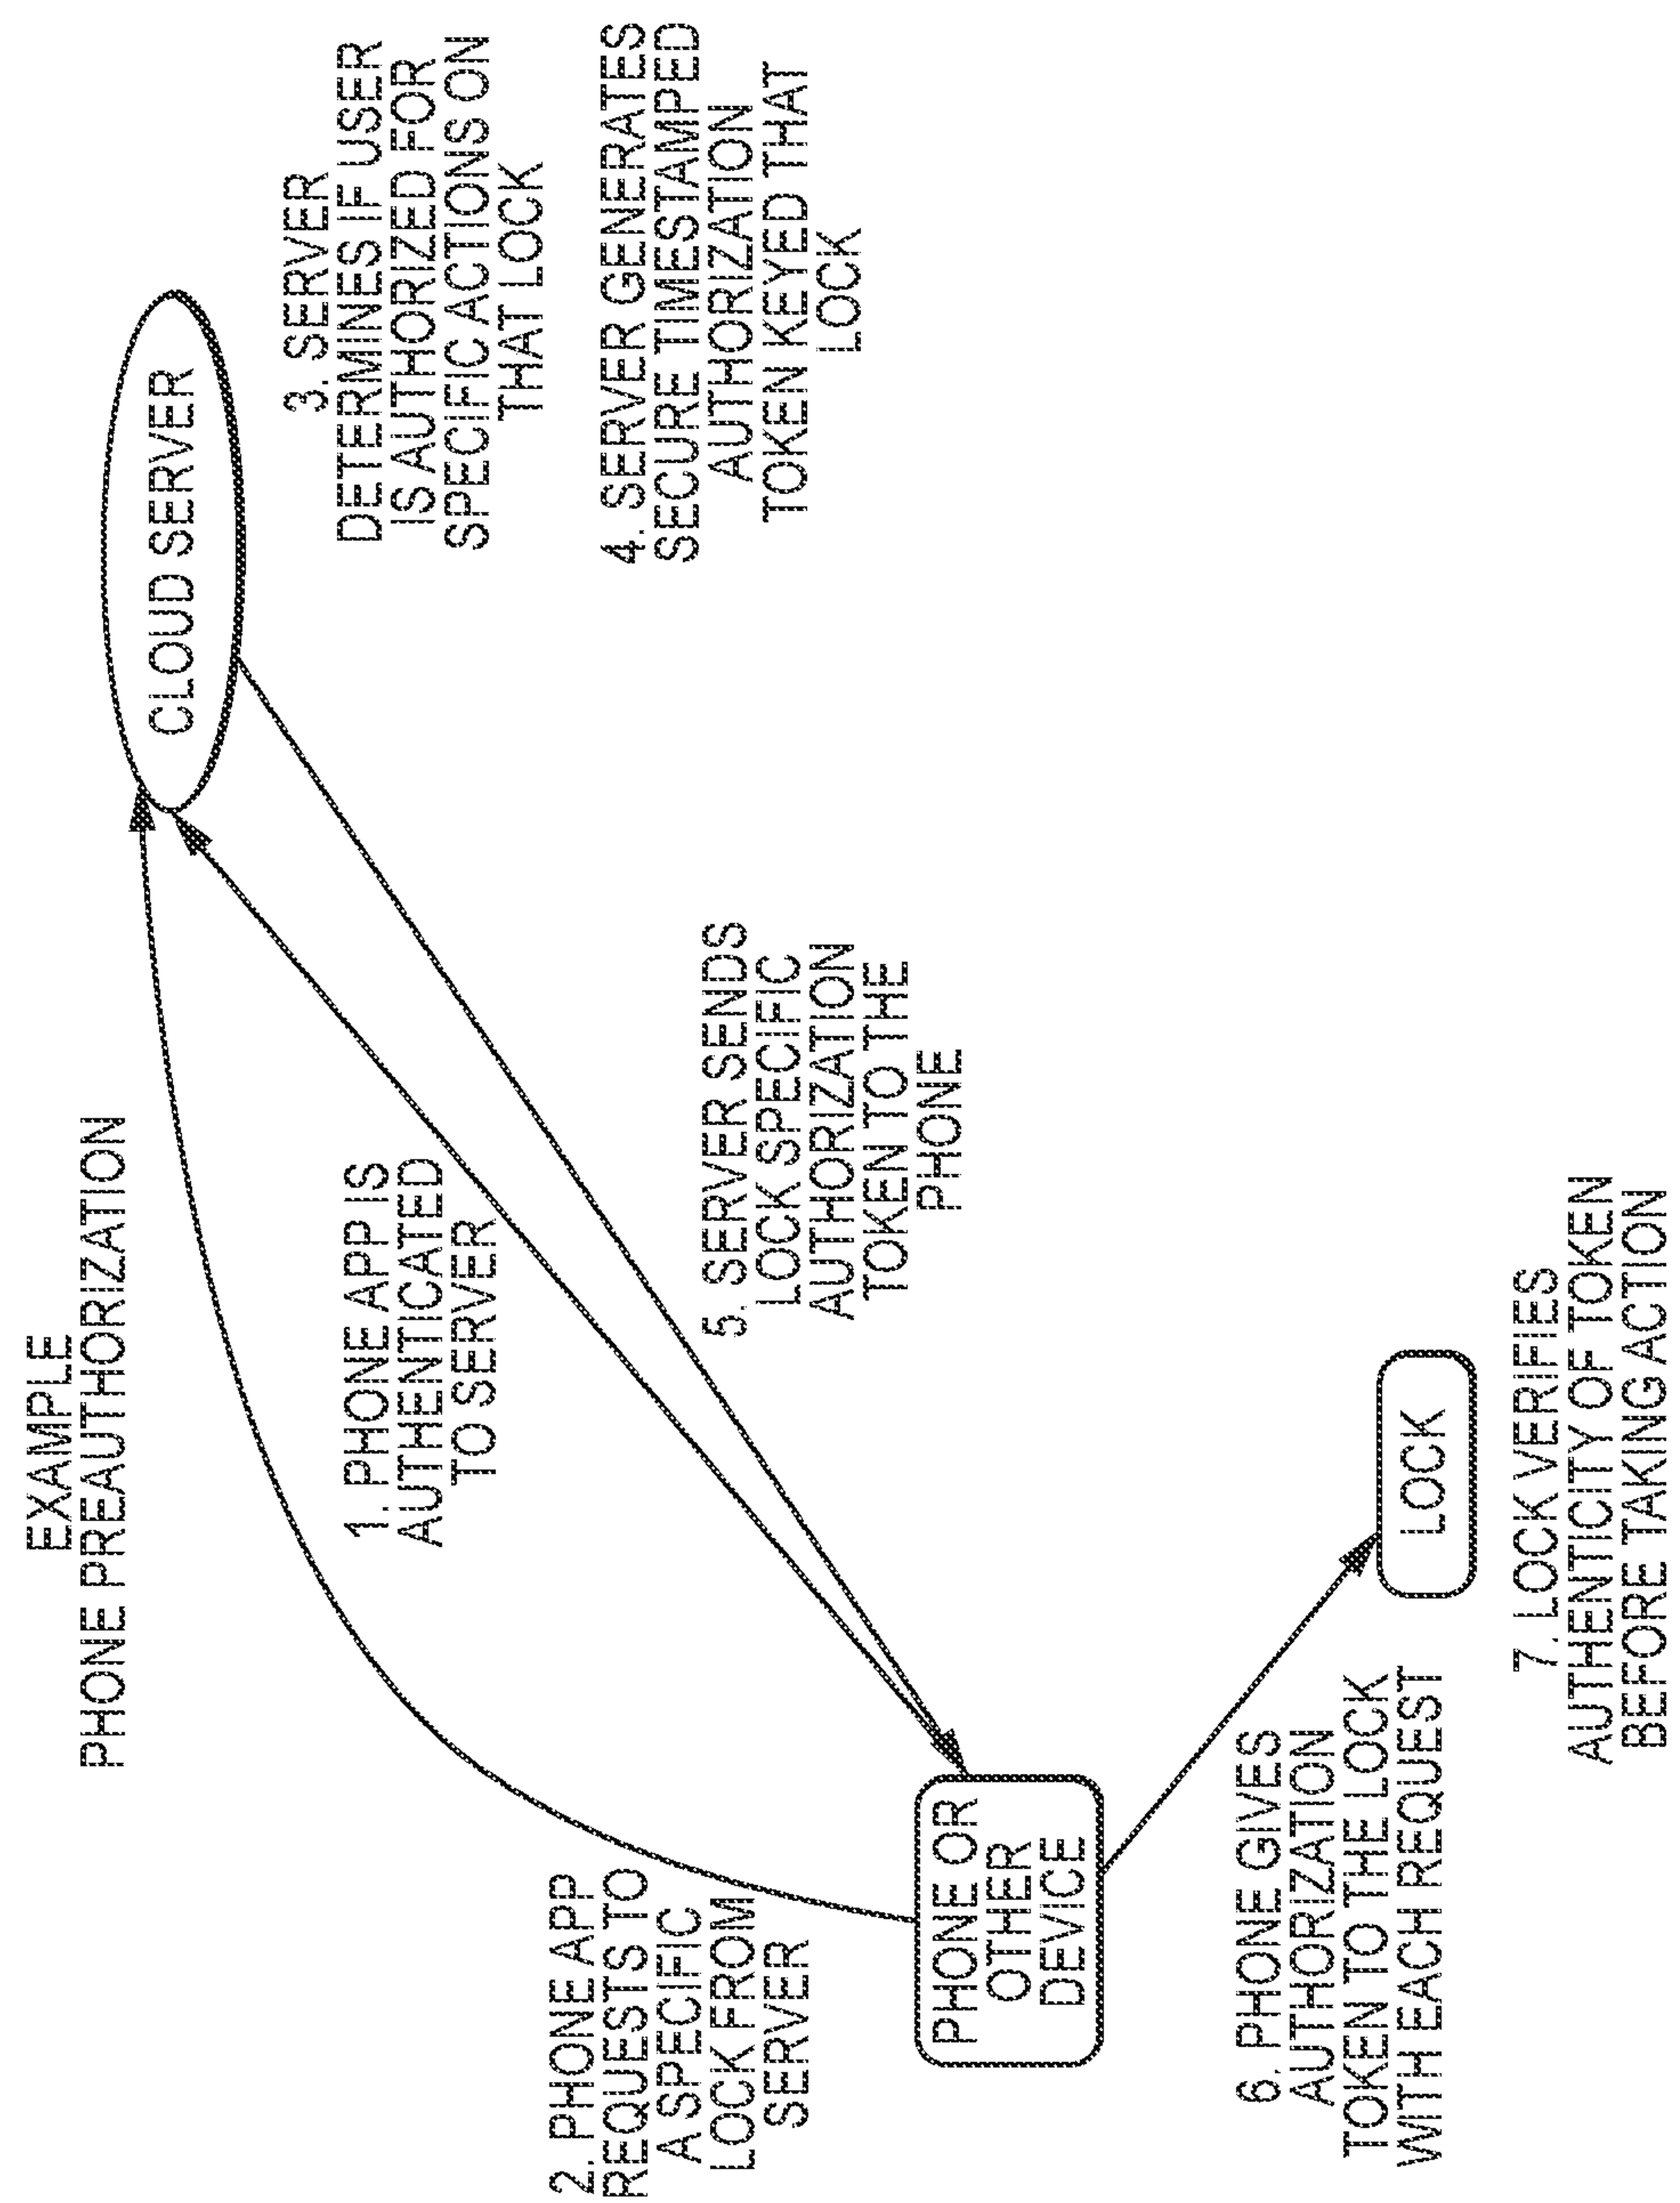 EXAMPLE
PHONE PREAUTHORIZATION
CLOUD SERVER
1. PHONE APP IS
AUTHENTICATED
TO SERVER
2. PHONE APP
REQUESTS TO
A SPECIFIC
LOCK FROM
SERVER
3. SERVER
DETERMINES IF USER
IS AUTHORIZED FOR
SPECIFIC ACTIONS ON
THAT LOCK
4. SERVER GENERATES
SECURE TIMESTAMPED
AUTHORIZATION
TOKEN KEYED THAT
LOCK
5. SERVER SENDS
LOCK SPECIFIC
AUTHORIZATION
TOKEN TO THE
PHONE
PHONE OR
OTHER
DEVICE
6. PHONE GIVES
AUTHORIZATION
TOKEN TO THE LOCK
WITH EACH REQUEST
LOCK
7. LOCK VERIFIES
AUTHENTICITY OF TOKEN
BEFORE TAKING ACTION